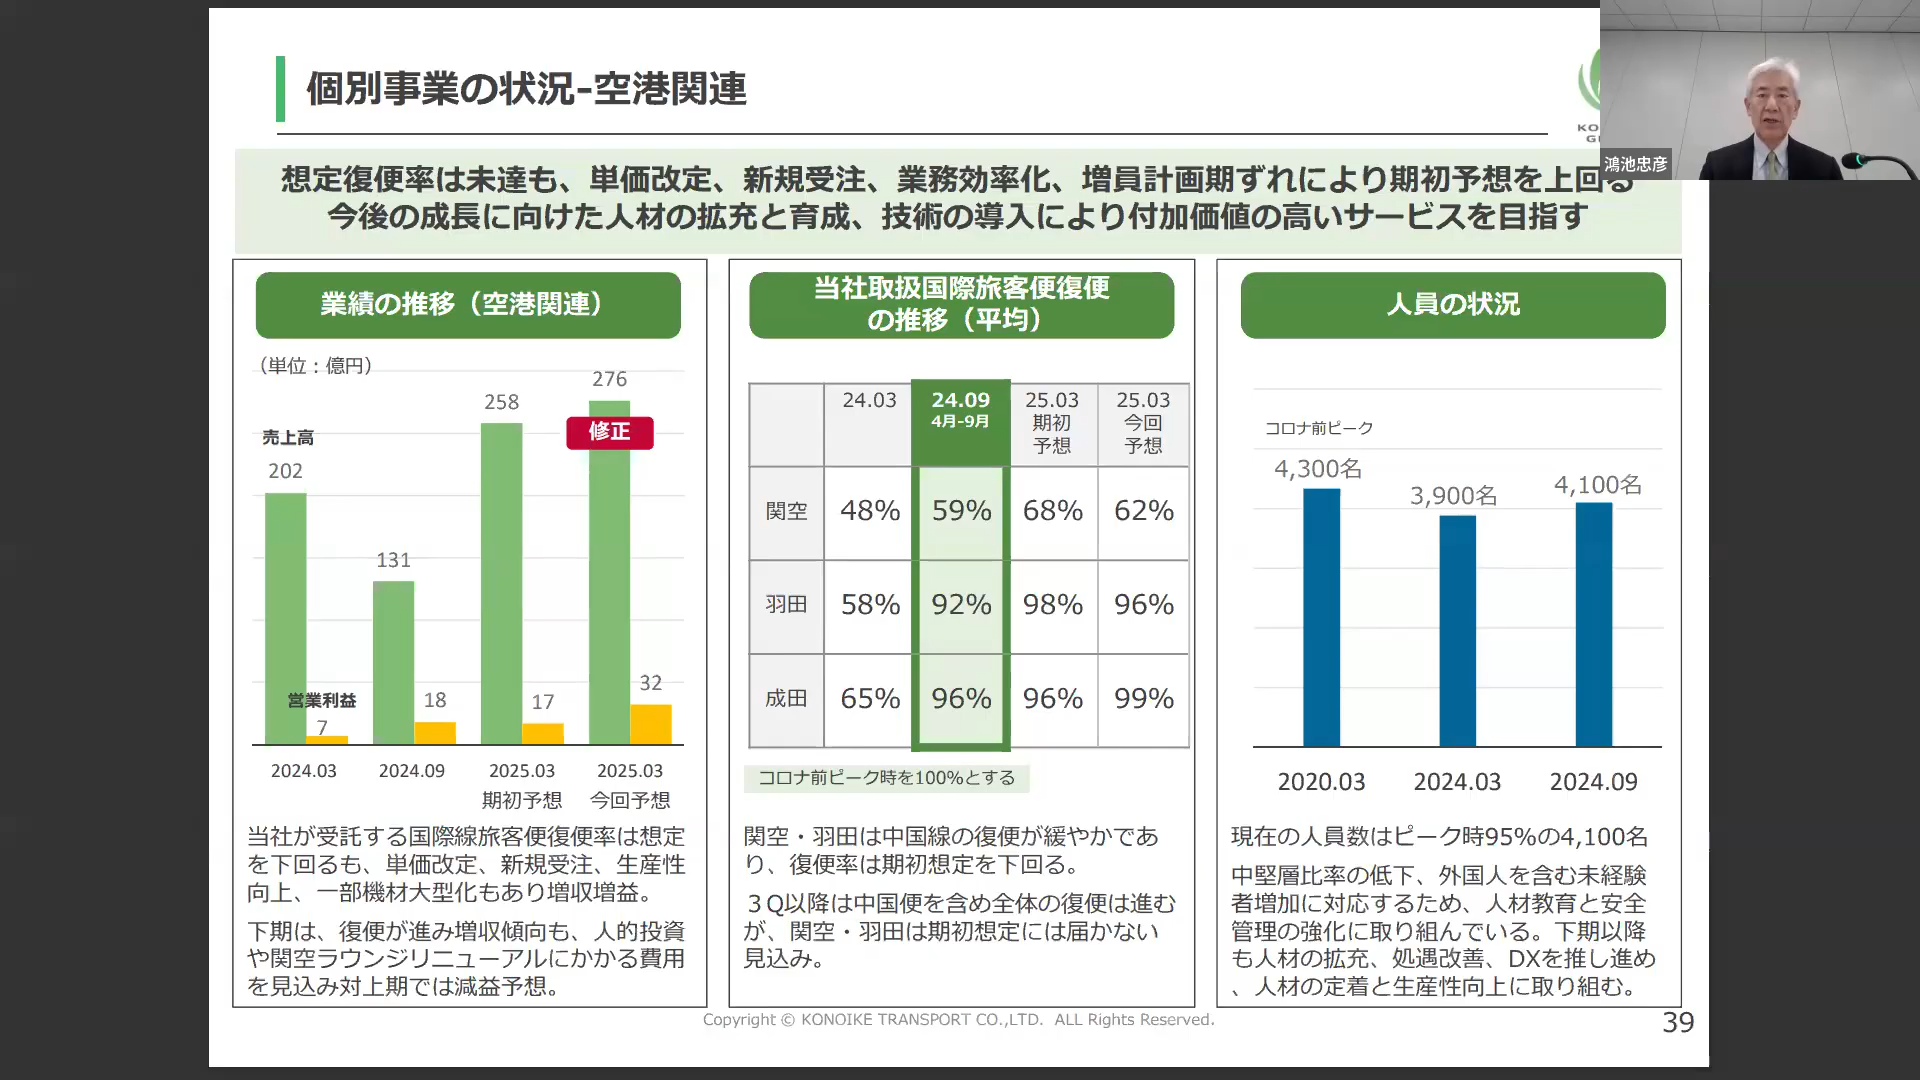 個別事業の状況-空港関連
鴻池忠彦
想定復便率は未達も、単価改定、新規受注、業務効率化、増員計画期ずれにより期初予想を上回る
今後の成長に向けた人材の拡充と育成、技術の導入により付加価値の高いサービスを目指す
業績の推移（空港関連）
（単位：億円）
売上高
202
131
258
276
修正
営業利益
7
18
17
32
2024.03
2024.09
2025.03
期初予想
2025.03
今回予想
当社が受託する国際線旅客便復便率は想定
を下回るも、単価改定、新規受注、生産性
向上、一部機材大型化もあり増収増益。
下期は、復便が進み増収傾向も、人的投資
や関空ラウンジリニューアルにかかる費用
を見込み対上期では減益予想。
当社取扱国際旅客便復便
の推移（平均）
24.03
24.09
4月-9月
25.03
期初
予想
25.03
今回
予想
関空 48% 59% 68% 62%
羽田 58% 92% 98% 96%
成田 65% 96% 96% 99%
コロナ前ピーク時を100%とする
関空・羽田は中国線の復便が緩やかであ
り、復便率は期初想定を下回る。
３Q以降は中国便を含め全体の復便は進む
が、関空・羽田は期初想定には届かない
見込み。
人員の状況
コロナ前ピーク
4,300名
3,900名
4,100名
2020.03
2024.03
2024.09
現在の人員数はピーク時95%の4,100名
中堅層比率の低下、外国人を含む未経験
者増加に対応するため、人材教育と安全
管理の強化に取り組んでいる。下期以降
も人材の拡充、処遇改善、DXを推し進め
、人材の定着と生産性向上に取り組む。
Copyright © KONOIKE TRANSPORT CO.,LTD. ALL Rights Reserved.
39